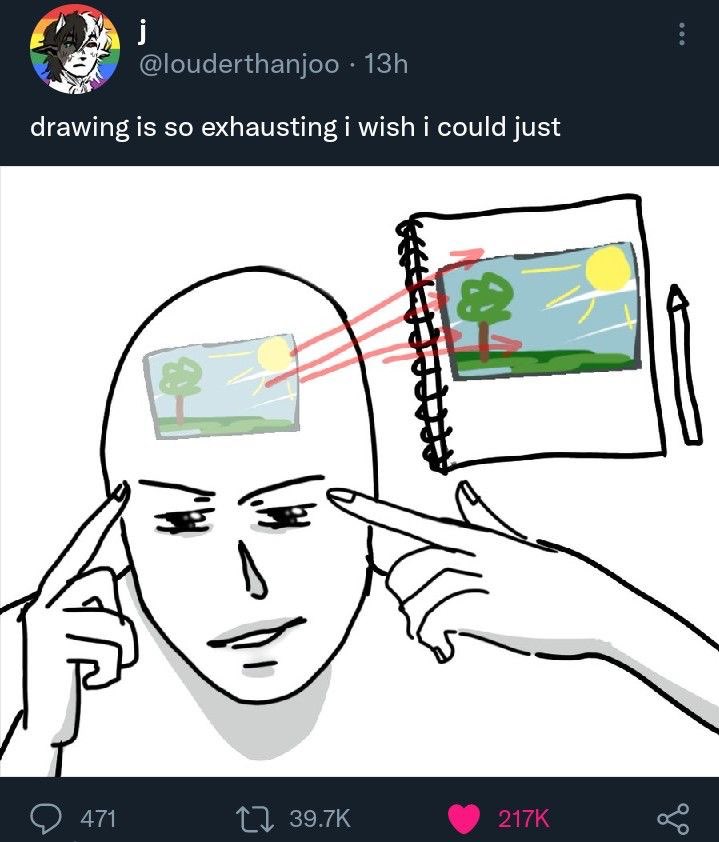 j
@louderthanjoo · 13h
drawing is so exhausting i wish i could just
471
39.7K
217K